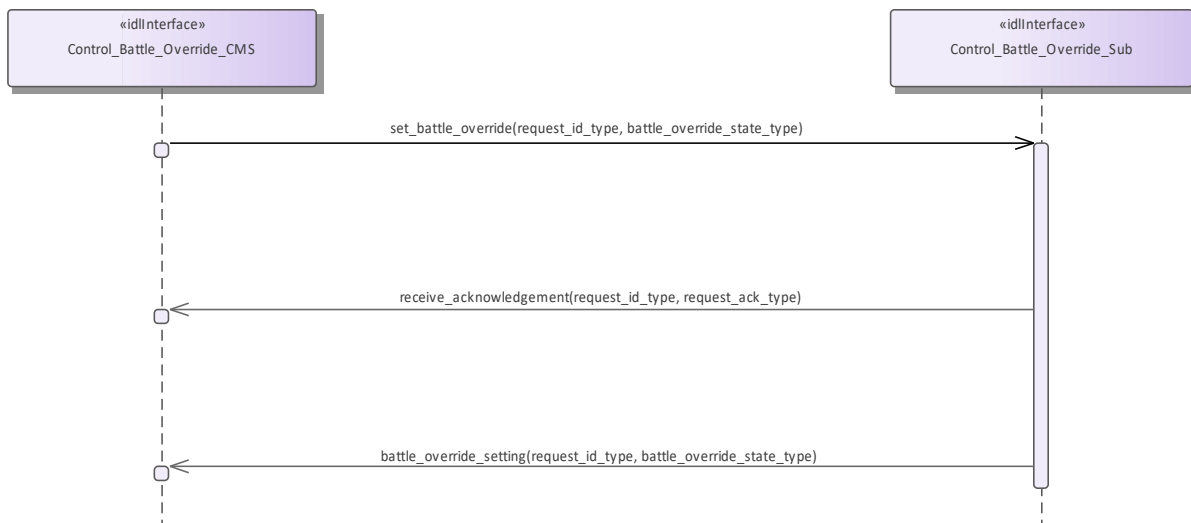 «idlInterface»
Control_Battle_Override_CMS
«idlInterface»
Control_Battle_Override_Sub
set_battle_override(request_id_type, battle_override_state_type)
receive_acknowledgement(request_id_type, request_ack_type)
battle_override_setting(request_id_type, battle_override_state_type)